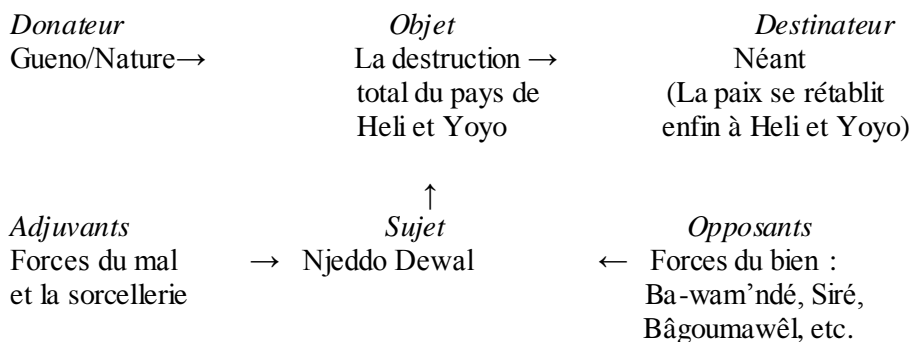 Donateur Objet Destinateur
Gueno/Nature→ La destruction → Néant
total du pays de (La paix se rétablit
Heli et Yoyo enfin à Heli et Yoyo)
↑
Adjuvants Sujet Opposants
Forces du mal → Njeddo Dewal ← Forces du bien :
et la sorcellerie Ba-wam’ndé, Siré,
Bâgoumawêl, etc.